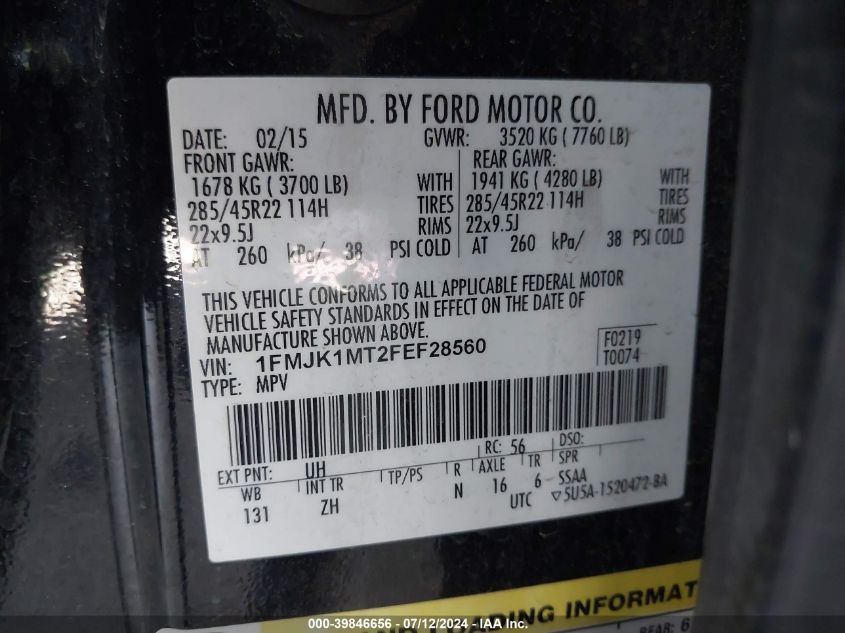 MFD. BY FORD MOTOR CO.
DATE: 02/15 GVWR: 3520 KG ( 7760 LB)
FRONT GAWR: REAR GAWR:
1678 KG ( 3700 LB) WITH 1941 KG ( 4280 LB) WITH
285/45R22 114H TIRES 285/45R22 114H TIRES
22x9.5J RIMS 22x9.5J RIMS
AT 260 kPa/ 38 PSI COLD AT 260 kPa/ 38 PSI COLD
THIS VEHICLE CONFORMS TO ALL APPLICABLE FEDERAL MOTOR
VEHICLE SAFETY STANDARDS IN EFFECT ON THE DATE OF
MANUFACTURE SHOWN ABOVE.
VIN: 1FMJK1MT2FEF28560 F0219
TYPE: MPV T0074
EXT PNT: UH RC: 56 DSO:
WB INT TR TP/PS R AXLE TR SPR
131 ZH N 16 6 SSAA
UTC ▽5U5A-1520472-BA
AND LOADING INFORMAT
REAR: 6
000-39846656 - 07/12/2024 - IAA Inc.